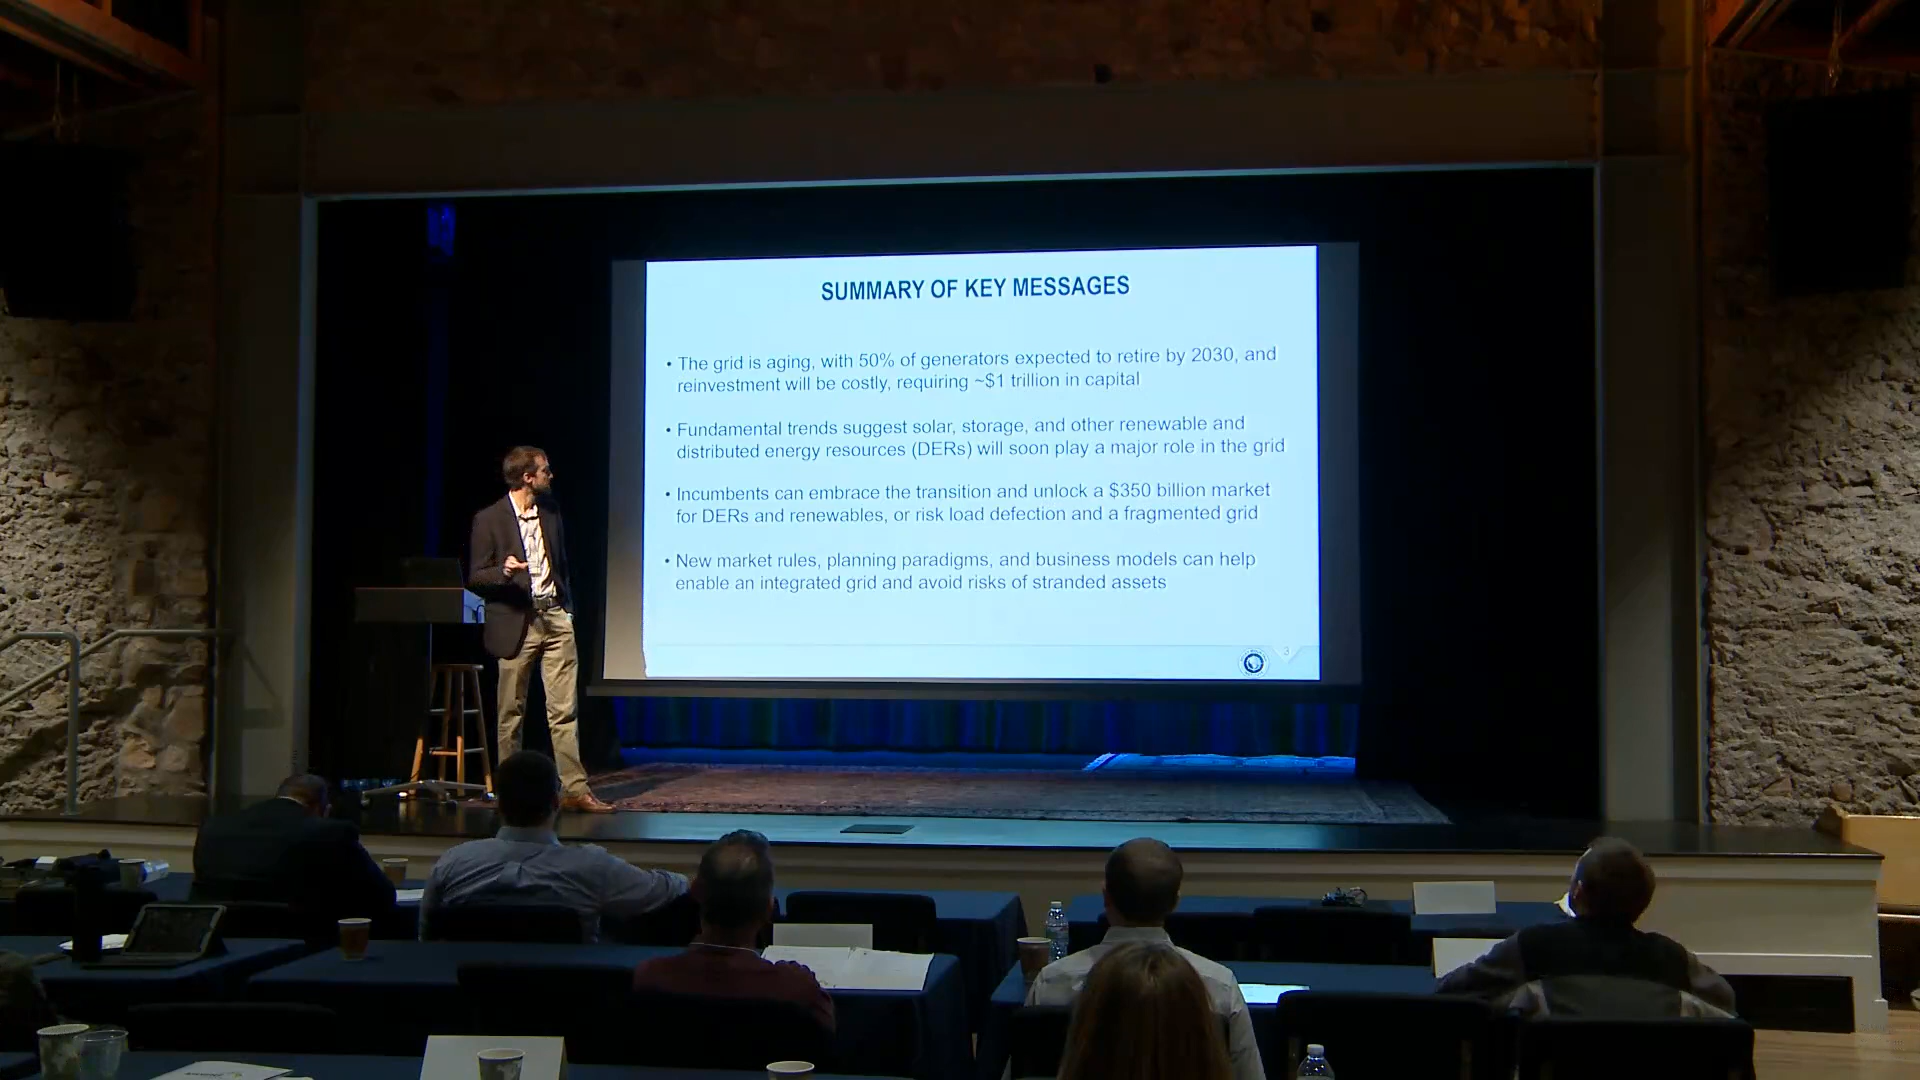 SUMMARY OF KEY MESSAGES
• The grid is aging, with 50% of generators expected to retire by 2030, and
reinvestment will be costly, requiring ~$1 trillion in capital
• Fundamental trends suggest solar, storage, and other renewable and
distributed energy resources (DERs) will soon play a major role in the grid
• Incumbents can embrace the transition and unlock a $350 billion market
for DERs and renewables, or risk load defection and a fragmented grid
• New market rules, planning paradigms, and business models can help
enable an integrated grid and avoid risks of stranded assets
3